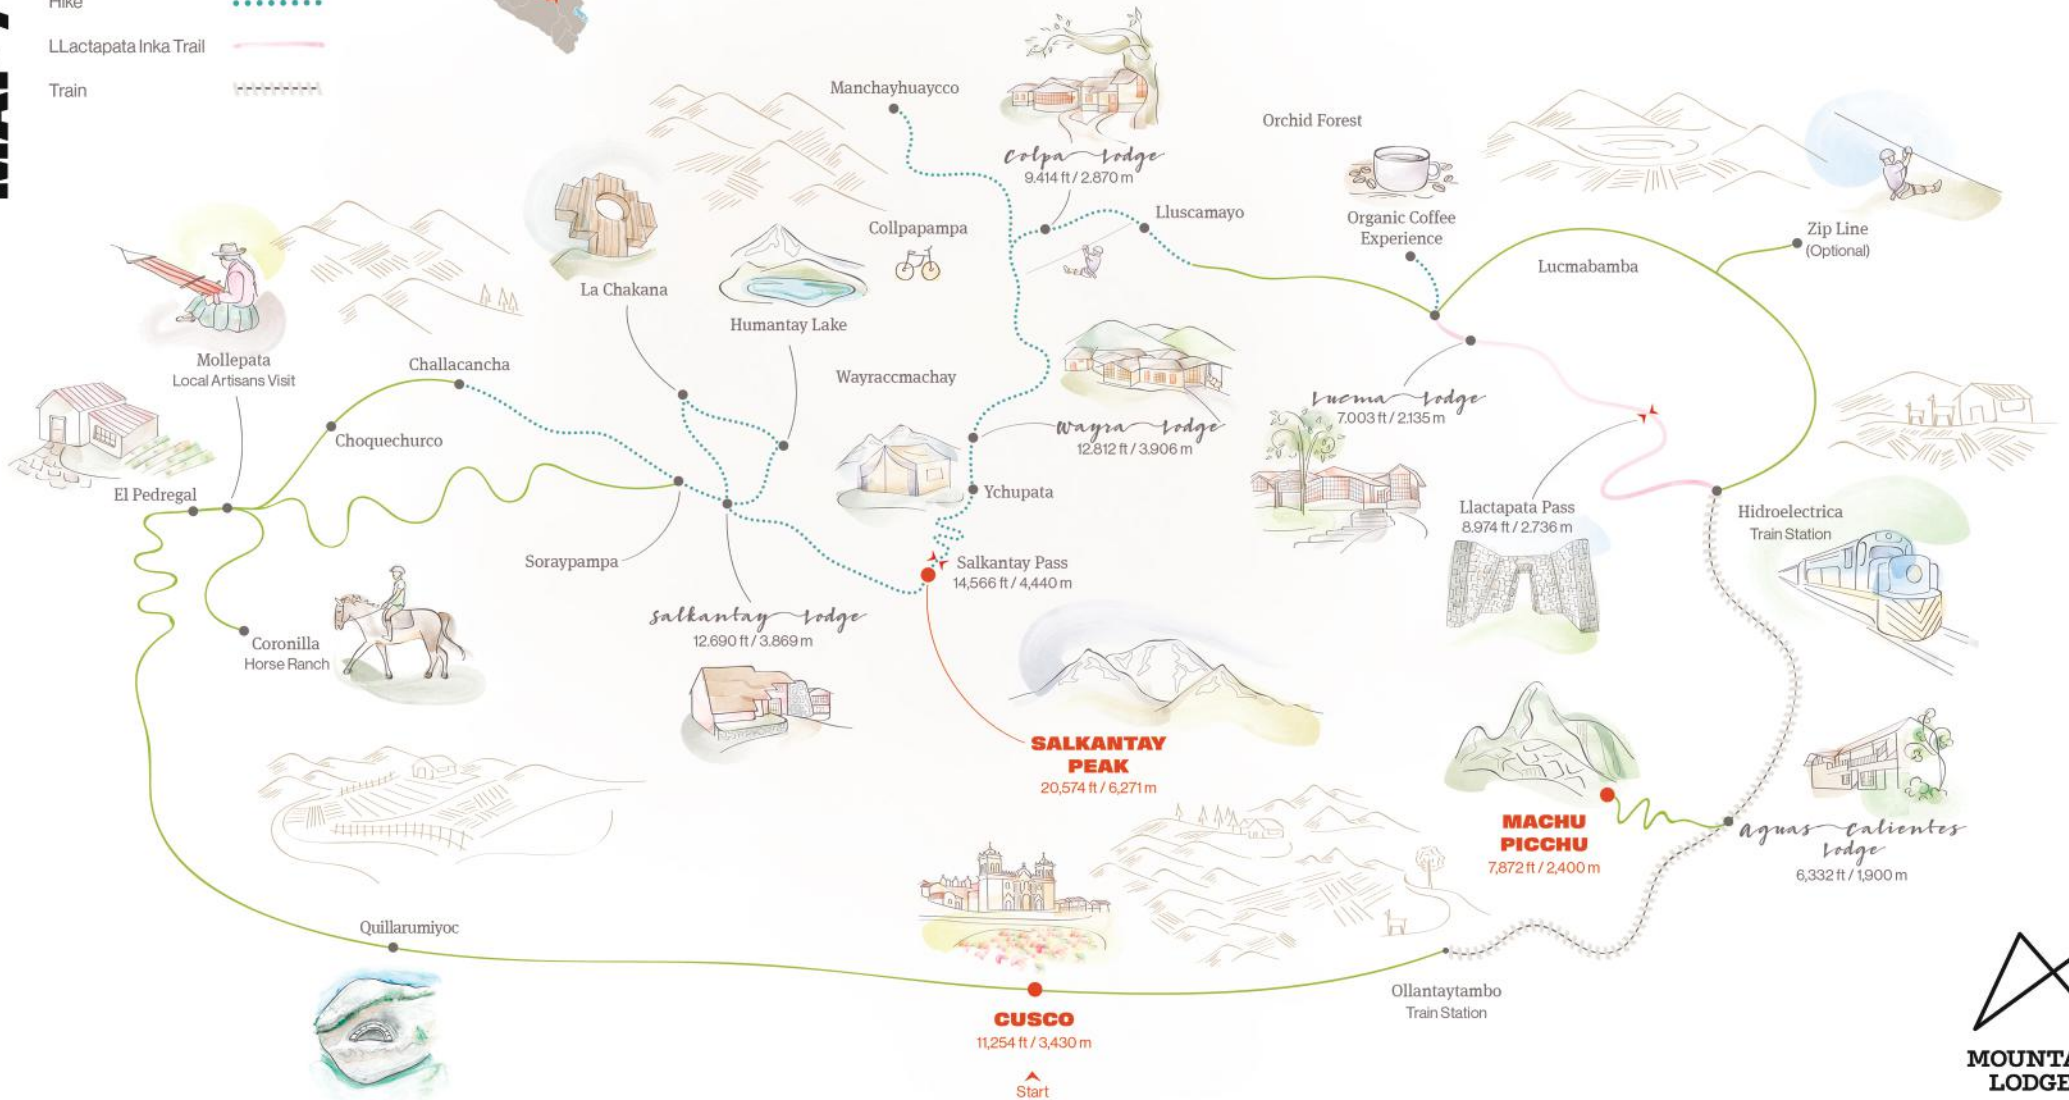 Hike
LLactapata Inka Trail
Train
Manchayhuaycco
Colpa Lodge
9.414 ft / 2.870 m
Orchid Forest
Organic Coffee
Experience
Lluscamayo
Collpapampa
Zip Line
(Optional)
Lucmabamba
La Chakana
Humantay Lake
Mollepata
Local Artisans Visit
Challacancha
Wayraccmachay
Choquechurco
Wayra Lodge
12.812 ft / 3.906 m
Lucma Lodge
7.003 ft / 2.135 m
El Pedregal
Ychupata
Llactapata Pass
8.974 ft / 2.736 m
Hidroelectrica
Train Station
Soraypampa
Salkantay Pass
14,566 ft / 4,440 m
Salkantay Lodge
12.690 ft / 3.869 m
Coronilla
Horse Ranch
SALKANTAY
PEAK
20,574 ft / 6,271 m
MACHU
PICCHU
7,872 ft / 2,400 m
Aguas Calientes
Lodge
6,332 ft / 1,900 m
Quillarumiyoc
Ollantaytambo
Train Station
CUSCO
11,254 ft / 3,430 m
Start
MOUNTA
LODGE